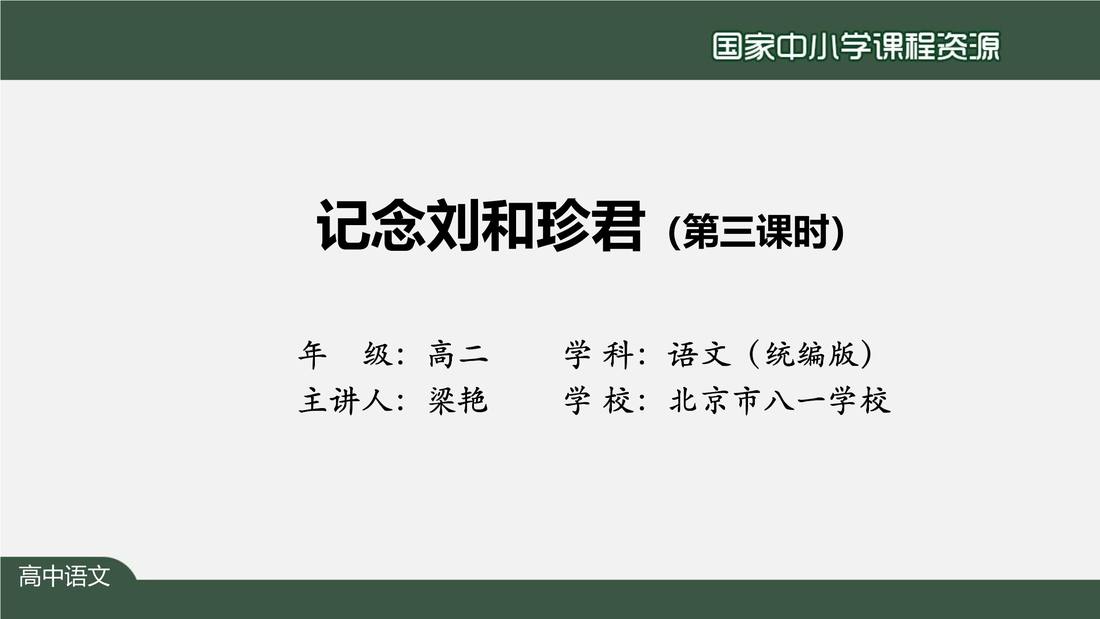 国家中小学课程资源
记念刘和珍君（第三课时）
年 级：高二 学 科：语文（统编版）
主讲人：梁艳 学 校：北京市八一学校
高中语文